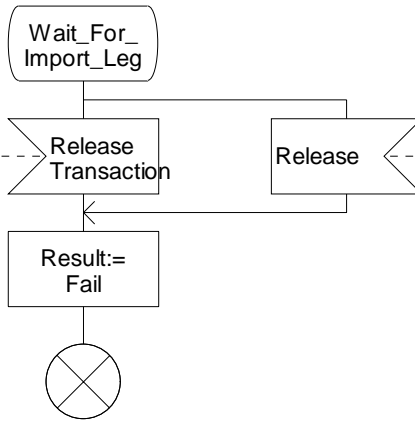 Wait_For_
Import_Leg
Release
Transaction
Release
Result:=
Fail